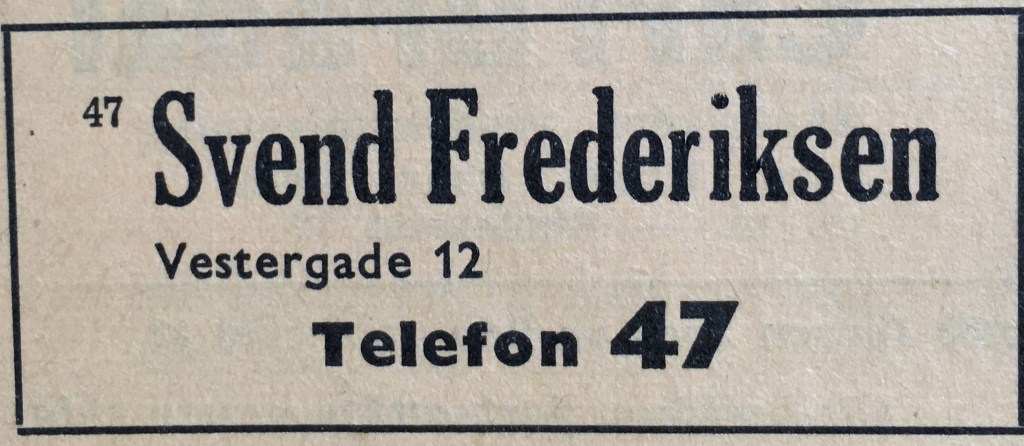 47 Svend Frederiksen
Vestergade 12
Telefon 47